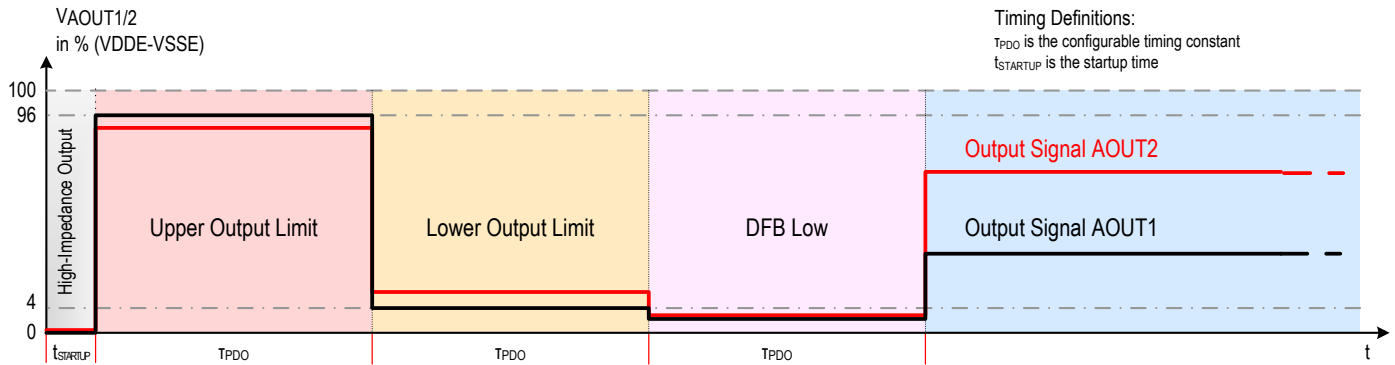 VAOUT1/2
in % (VDDE-VSSE)
Timing Definitions:
τPDO is the configurable timing constant
tSTARTUP is the startup time
100
96
4
0
High-Impedance Output
Upper Output Limit
Lower Output Limit
DFB Low
Output Signal AOUT2
Output Signal AOUT1
tSTARTUP
τPDO
τPDO
τPDO
t